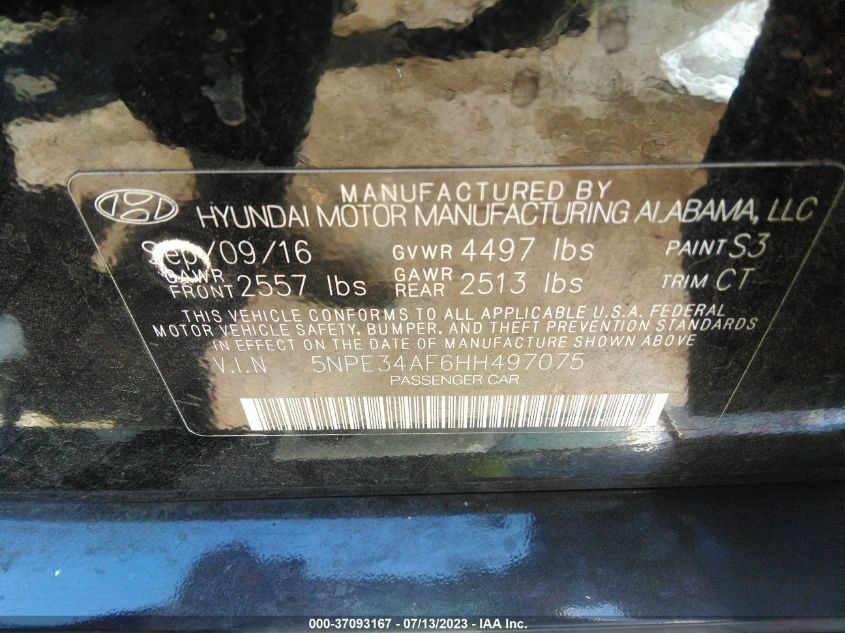 MANUFACTURED BY
HYUNDAI MOTOR MANUFACTURING ALABAMA, LLC
Sep/09/16 GVWR 4497 lbs PAINT S3
GAWR FRONT 2557 lbs GAWR REAR 2513 lbs TRIM CT
THIS VEHICLE CONFORMS TO ALL APPLICABLE U.S.A. FEDERAL
MOTOR VEHICLE SAFETY, BUMPER, AND THEFT PREVENTION STANDARDS
IN EFFECT ON THE DATE OF MANUFACTURE SHOWN ABOVE
V.I.N 5NPE34AF6HH497075
PASSENGER CAR
000-37093167 - 07/13/2023 - IAA Inc.